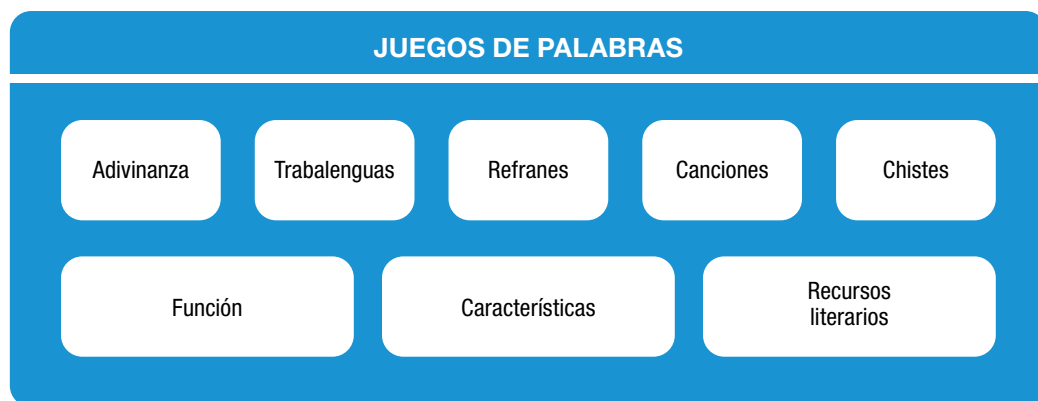 JUEGOS DE PALABRAS
Adivinanza
Trabalenguas
Refranes
Canciones
Chistes
Función
Características
Recursos
literarios